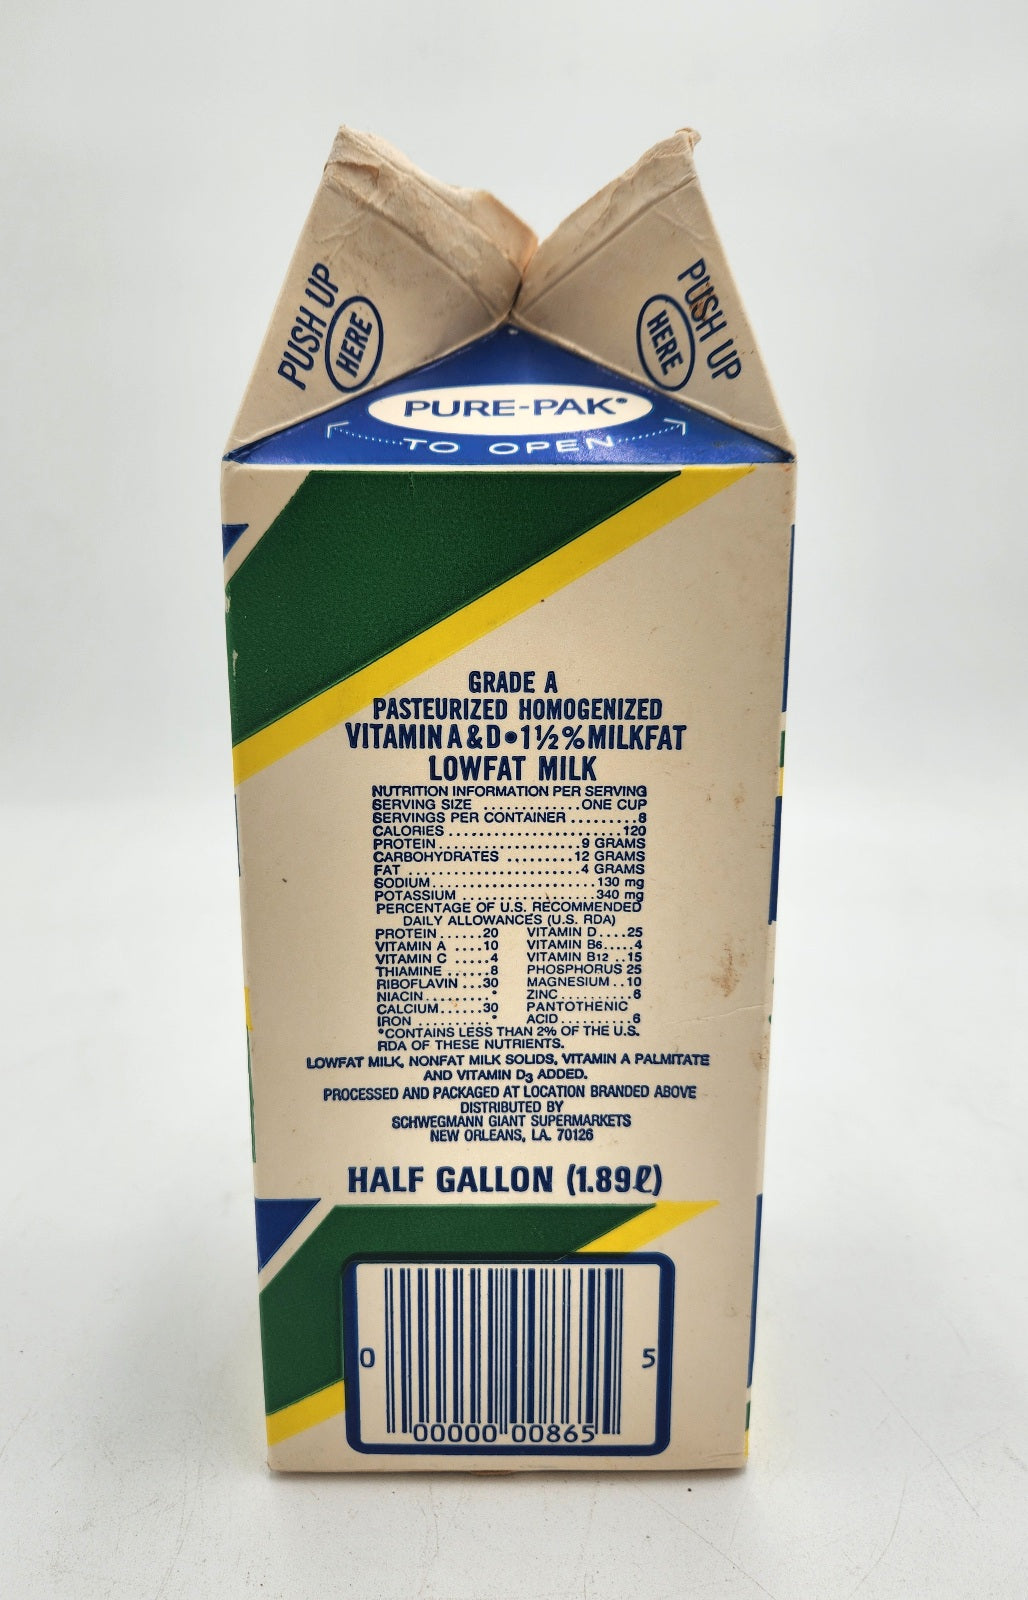 PUSH UP
HERE
PUSH UP
HERE
PURE-PAK®
TO OPEN
GRADE A
PASTEURIZED HOMOGENIZED
VITAMIN A & D • 1½% MILKFAT
LOWFAT MILK
NUTRITION INFORMATION PER SERVING
SERVING SIZE .............ONE CUP
SERVINGS PER CONTAINER .........8
CALORIES .......................120
PROTEIN..................9 GRAMS
CARBOHYDRATES .........12 GRAMS
FAT ......................4 GRAMS
SODIUM.....................130 mg
POTASSIUM .................340 mg
PERCENTAGE OF U.S. RECOMMENDED
DAILY ALLOWANCES (U.S. RDA)
PROTEIN......20 VITAMIN D....25
VITAMIN A ....10 VITAMIN B6.....4
VITAMIN C .....4 VITAMIN B12 ..15
THIAMINE ......8 PHOSPHORUS 25
RIBOFLAVIN ...30 MAGNESIUM ..10
NIACIN.........* ZINC.........6
CALCIUM......30 PANTOTHENIC
IRON ..........* ACID..........6
*CONTAINS LESS THAN 2% OF THE U.S.
RDA OF THESE NUTRIENTS.
LOWFAT MILK, NONFAT MILK SOLIDS, VITAMIN A PALMITATE
AND VITAMIN D3 ADDED.
PROCESSED AND PACKAGED AT LOCATION BRANDED ABOVE
DISTRIBUTED BY
SCHWEGMANN GIANT SUPERMARKETS
NEW ORLEANS, LA. 70126
HALF GALLON (1.89ℓ)
0 00000 00865 5